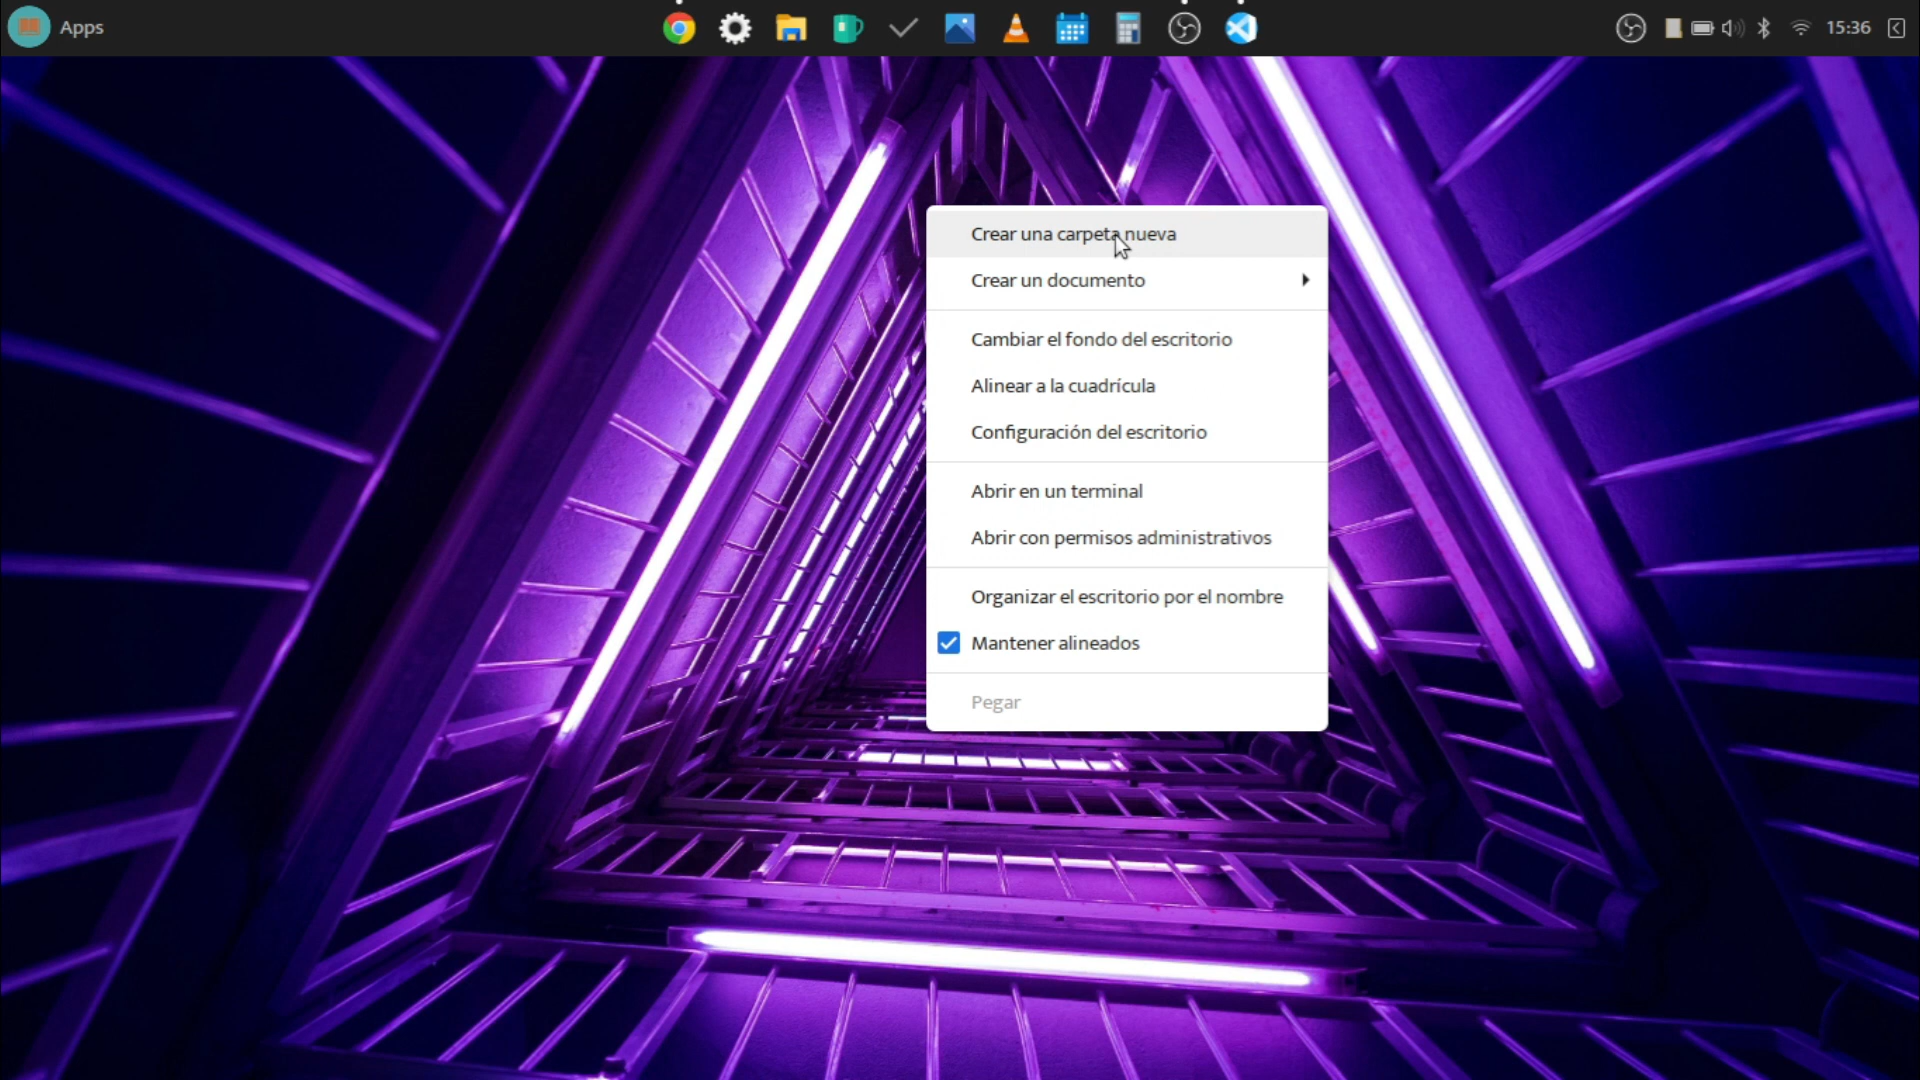 Apps
15:36
Crear una carpeta nueva
Crear un documento
Cambiar el fondo del escritorio
Alinear a la cuadrícula
Configuración del escritorio
Abrir en un terminal
Abrir con permisos administrativos
Organizar el escritorio por el nombre
Mantener alineados
Pegar